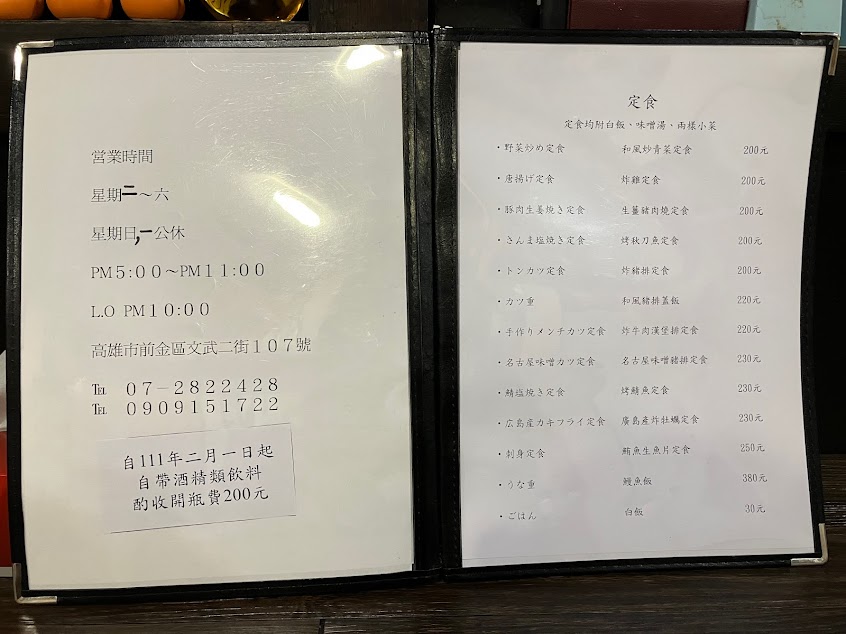 営業時間
星期二～六
星期日,一公休
PM5:00～PM11:00
L.O PM10:00
高雄市前金區文武二街107號
TEL 07-2822428
TEL 0909151722
自111年二月一日起
自帶酒精類飲料
酌收開瓶費200元
定食
定食均附白飯、味噌湯、兩樣小菜
・野菜炒め定食 和風炒青菜定食 200元
・唐揚げ定食 炸雞定食 200元
・豚肉生姜焼き定食 生薑豬肉燒定食 200元
・さんま塩焼き定食 烤秋刀魚定食 200元
・トンカツ定食 炸豬排定食 200元
・カツ重 和風豬排蓋飯 220元
・手作りメンチカツ定食 炸牛肉漢堡排定食 220元
・名古屋味噌カツ定食 名古屋味噌豬排定食 230元
・鯖塩焼き定食 烤鯖魚定食 230元
・広島産カキフライ定食 廣島產炸牡蠣定食 230元
・刺身定食 鮪魚生魚片定食 250元
・うな重 鰻魚飯 380元
・ごはん 白飯 30元